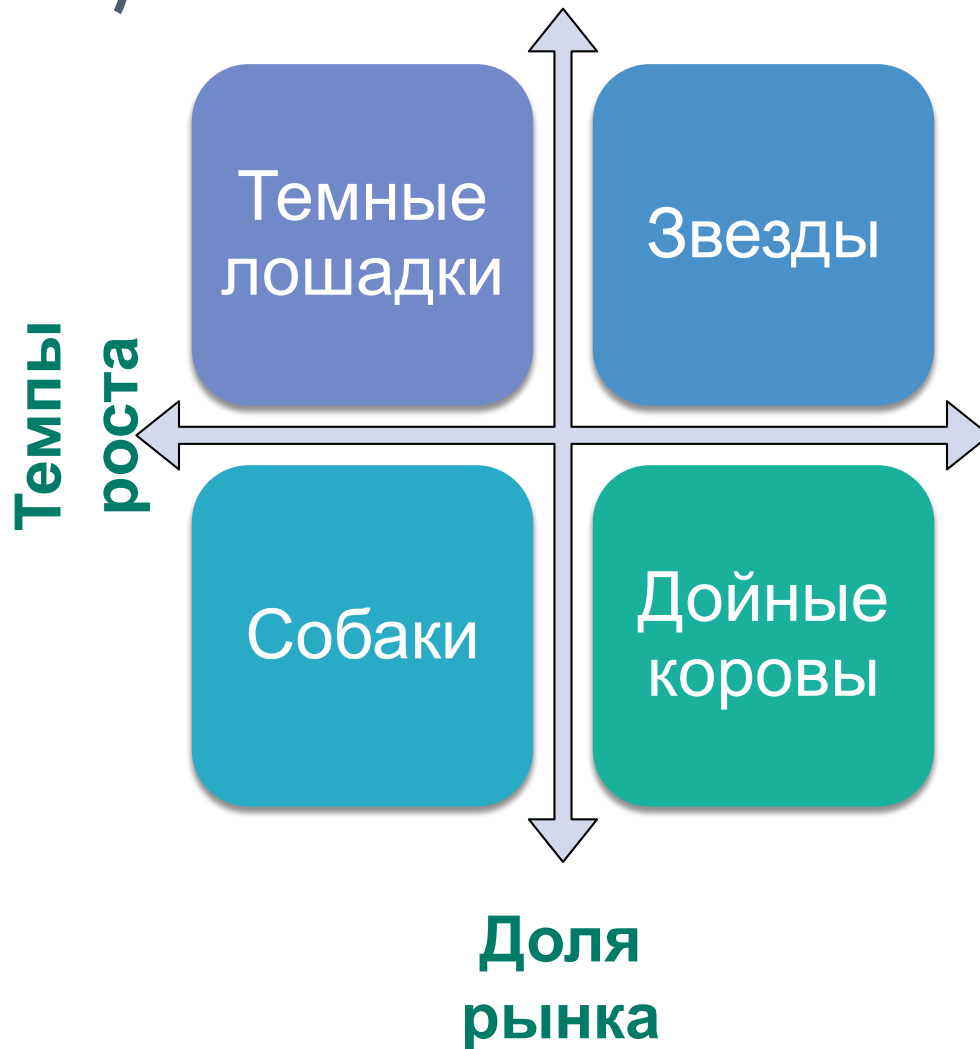 Темные
лошадки
Звезды
Темпы
роста
Собаки
Дойные
коровы
Доля
рынка